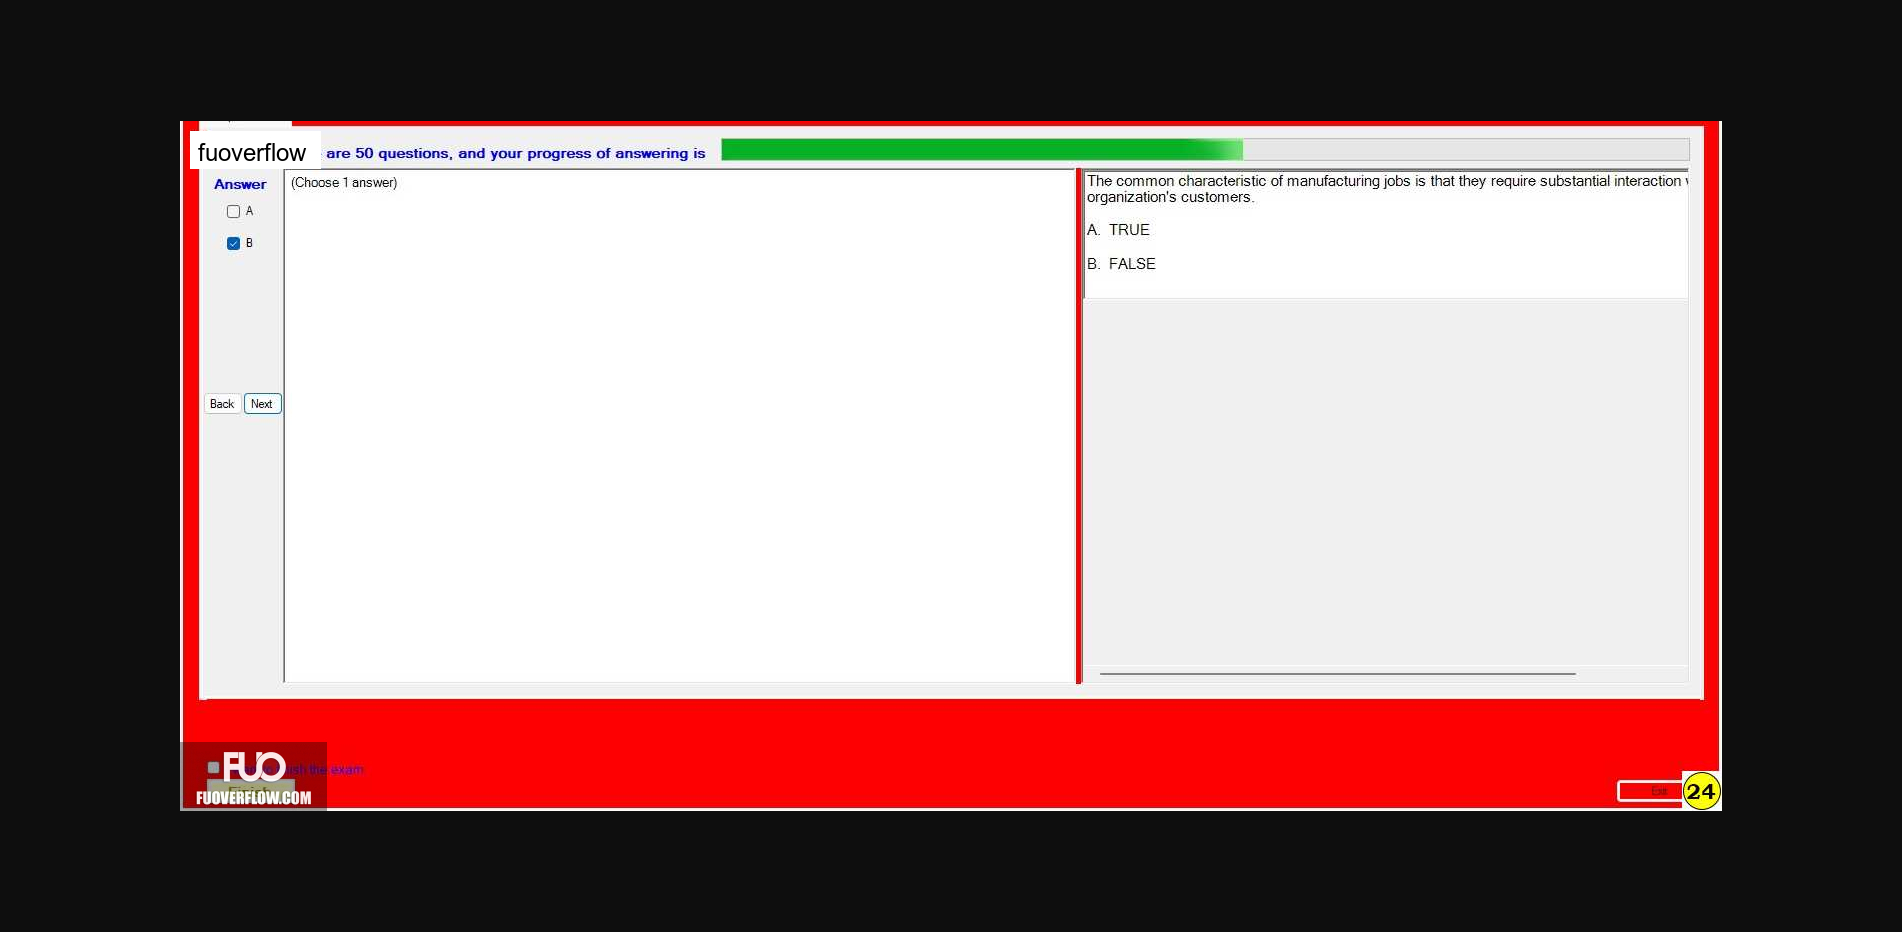 fuoverflow are 50 questions, and your progress of answering is
Answer
A
B
Back Next
(Choose 1 answer)
The common characteristic of manufacturing jobs is that they require substantial interaction
organization's customers.
A. TRUE
B. FALSE
FUO
the exam
FUOVERFLOW.COM
Exit
24